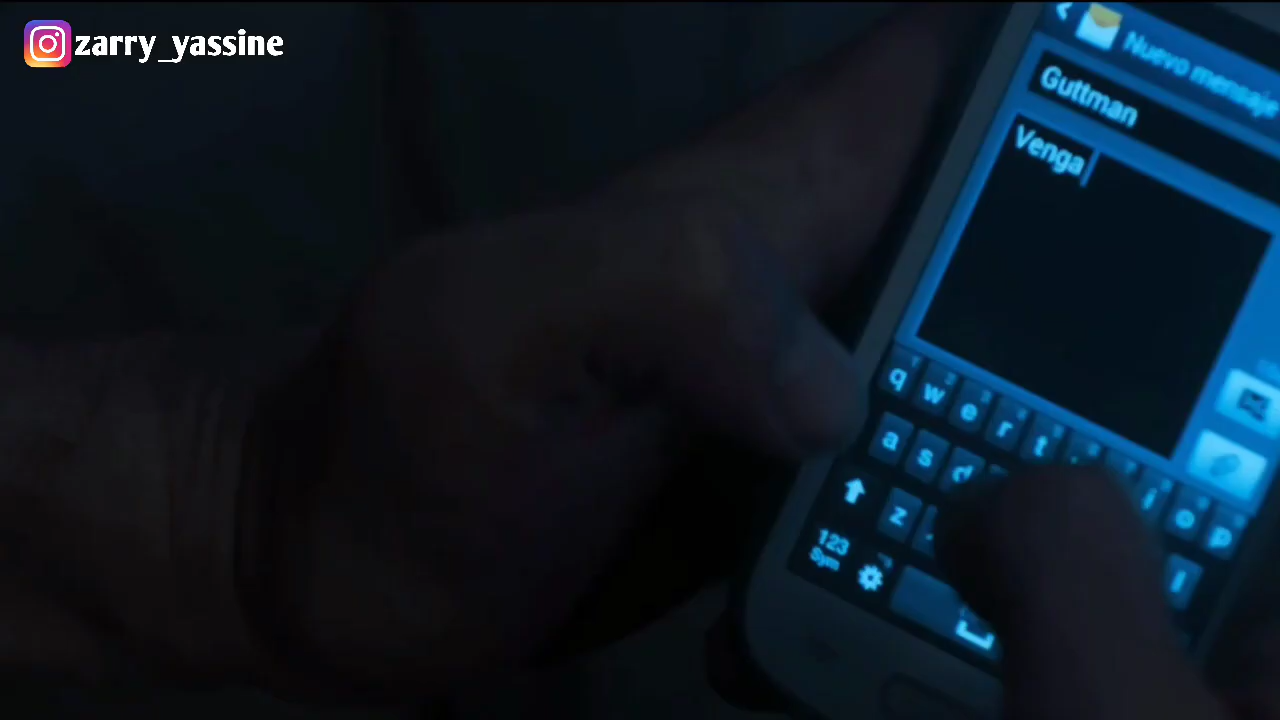 zarry_yassine
Nuevo mensaje
Guttman
Venga
q w e r t i o p
a s d l
z
123
Sym